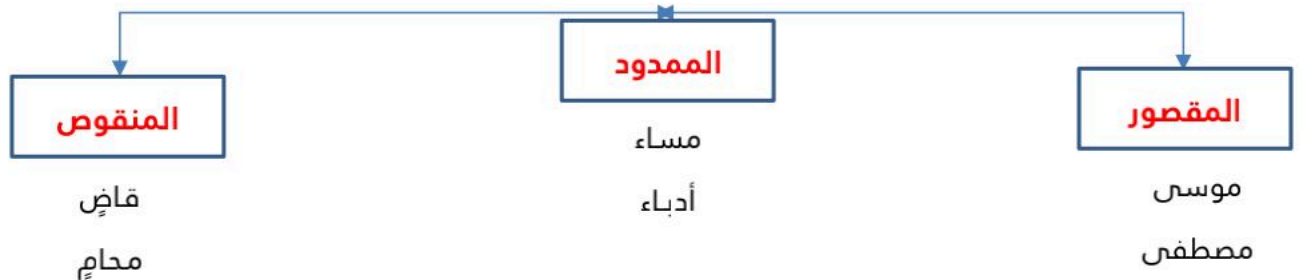 المقصور
موسى
مصطفى
الممدود
مساء
أدباء
المنقوص
قاضٍ
محامٍ